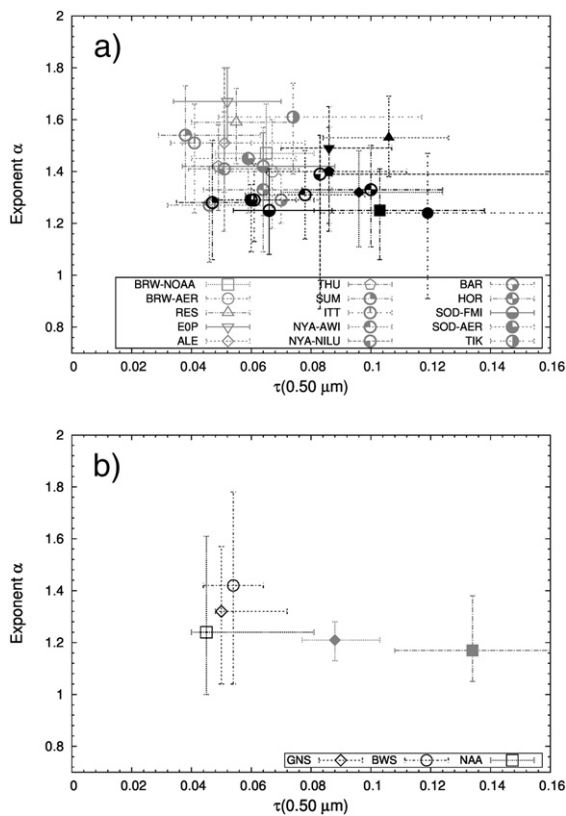 a)
2
1.8
1.6
1.4
1.2
1
0.8
Exponent α
BRW-NOAA THU BAR
BRW-AER SUM HOR
RES ITT SOD-FMI
E0P NYA-AWI SOD-AER
ALE NYA-NILU TIK
0 0.02 0.04 0.06 0.08 0.1 0.12 0.14 0.16
τ(0.50 μm)
b)
2
1.8
1.6
1.4
1.2
1
0.8
Exponent α
GNS BWS NAA
0 0.02 0.04 0.06 0.08 0.1 0.12 0.14 0.16
τ(0.50 μm)